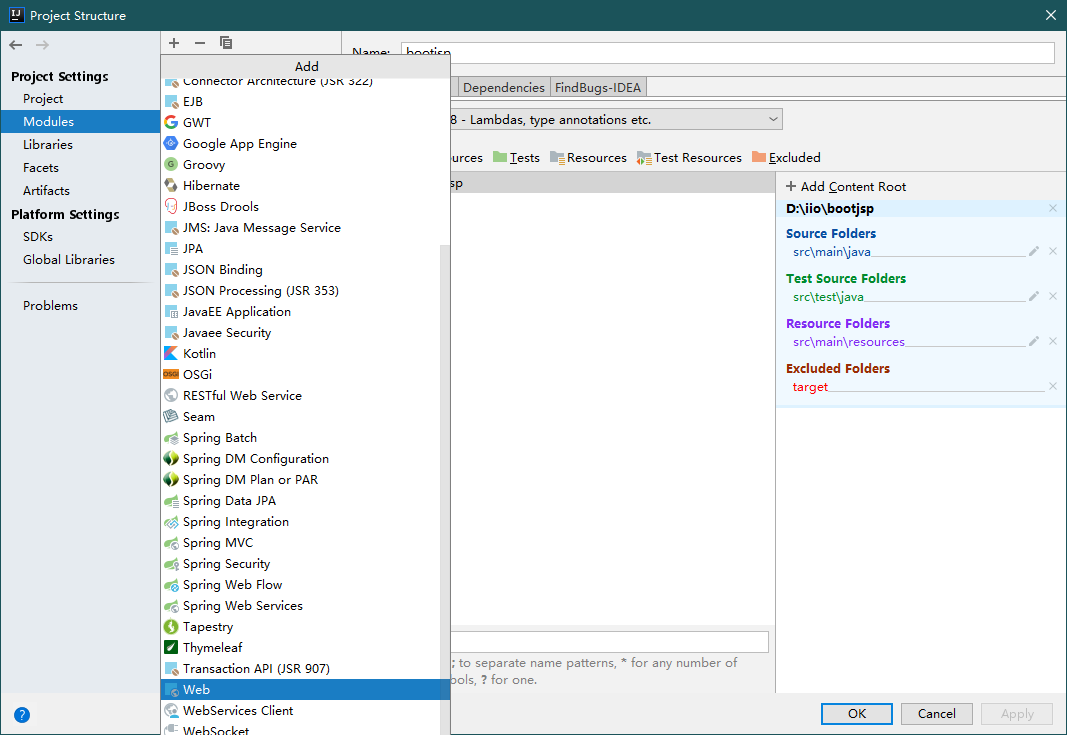 Project Structure
Project Settings
Project
Modules
Libraries
Facets
Artifacts
Platform Settings
SDKs
Global Libraries
Problems
Add
Connector Architecture (JSR 322)
EJB
GWT
Google App Engine
Groovy
Hibernate
JBoss Drools
JMS: Java Message Service
JPA
JSON Binding
JSON Processing (JSR 353)
JavaEE Application
Javaee Security
Kotlin
OSGi
RESTful Web Service
Seam
Spring Batch
Spring DM Configuration
Spring DM Plan or PAR
Spring Data JPA
Spring Integration
Spring MVC
Spring Security
Spring Web Flow
Spring Web Services
Tapestry
Thymeleaf
Transaction API (JSR 907)
Web
WebServices Client
WebSocket
Name: bootjsp
Dependencies FindBugs-IDEA
8 - Lambdas, type annotations etc.
ources Tests Resources Test Resources Excluded
sp
; to separate name patterns, * for any number of
bols, ? for one.
+ Add Content Root
D:\iio\bootjsp
Source Folders
src\main\java
Test Source Folders
src\test\java
Resource Folders
src\main\resources
Excluded Folders
target
OK Cancel Apply